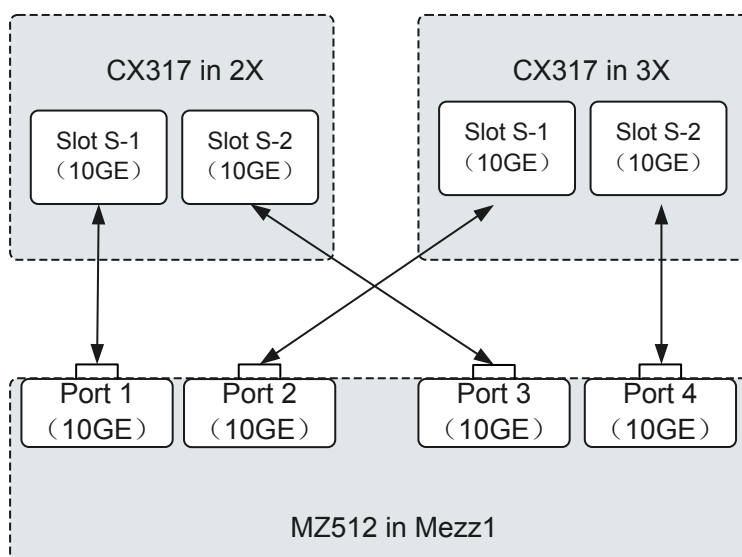 CX317 in 2X
CX317 in 3X
Slot S-1
（10GE）
Slot S-2
（10GE）
Slot S-1
（10GE）
Slot S-2
（10GE）
Port 1
（10GE）
Port 2
（10GE）
Port 3
（10GE）
Port 4
（10GE）
MZ512 in Mezz1